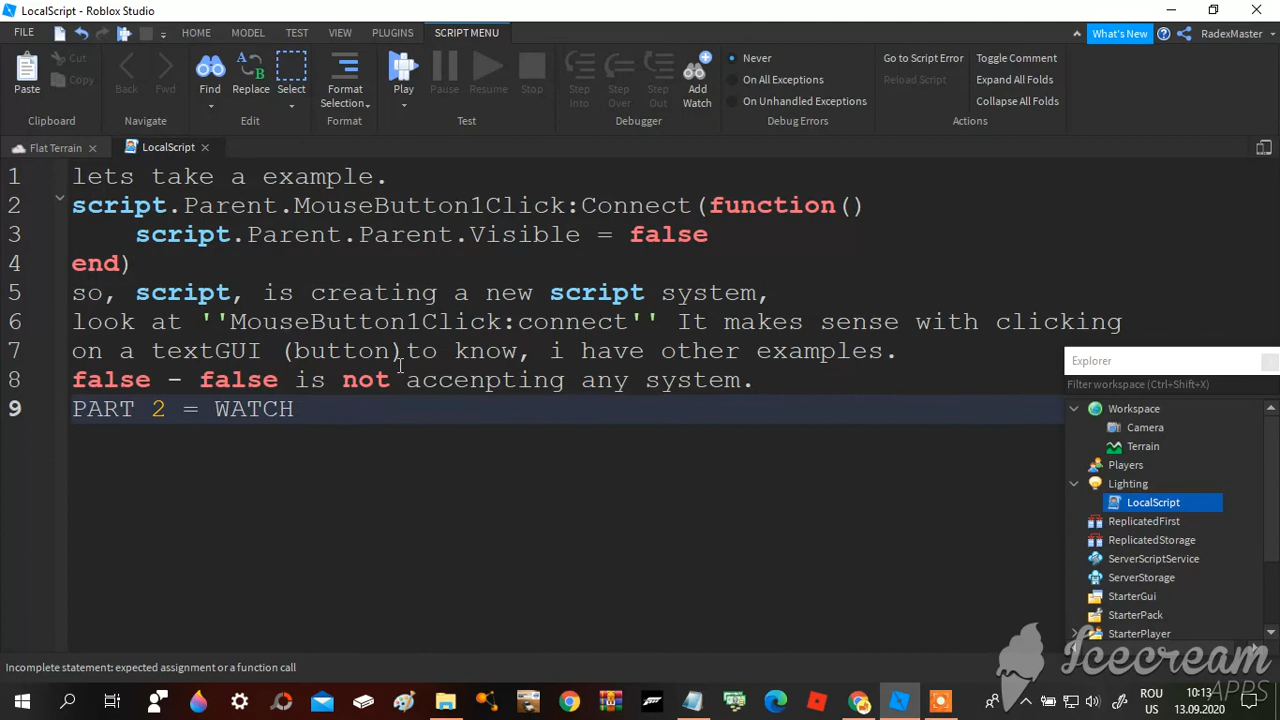 LocalScript - Roblox Studio
FILE HOME MODEL TEST VIEW PLUGINS SCRIPT MENU What's New RadexMaster
Paste Cut Copy Back Fwd Find Replace Select Format Selection... Play Pause Resume Stop Step Into Step Over Step Out Add Watch Never On All Exceptions On Unhandled Exceptions Go to Script Error Reload Script Toggle Comment Expand All Folds Collapse All Folds
Clipboard Navigate Edit Format Test Debugger Debug Errors Actions
Flat Terrain LocalScript
1 lets take a example.
2 script.Parent.MouseButton1Click:Connect(function()
3 script.Parent.Parent.Visible = false
4 end)
5 so, script, is creating a new script system,
6 look at ''MouseButton1Click:connect'' It makes sense with clicking
7 on a textGUI (button)to know, i have other examples.
8 false - false is not accenpting any system.
9 PART 2 = WATCH
Explorer
Filter workspace (Ctrl+Shift+X)
Workspace
Camera
Terrain
Players
Lighting
LocalScript
ReplicatedFirst
ReplicatedStorage
ServerScriptService
ServerStorage
StarterGui
StarterPack
StarterPlayer
Incomplete statement: expected assignment or a function call
Icecream
APPS
ROU
US
10:13
13.09.2020